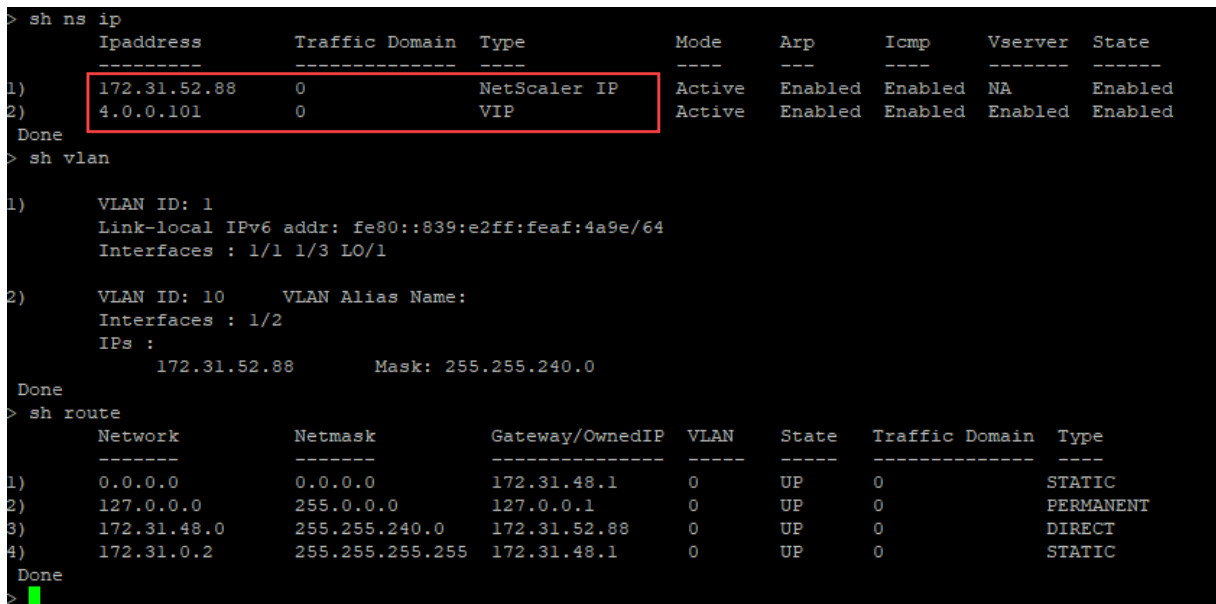 > sh ns ip
Ipaddress Traffic Domain Type Mode Arp Icmp Vserver State
--------- -------------- ---- ---- --- ---- ------- ------
1) 172.31.52.88 0 NetScaler IP Active Enabled Enabled NA Enabled
2) 4.0.0.101 0 VIP Active Enabled Enabled Enabled Enabled
Done
> sh vlan
1) VLAN ID: 1
Link-local IPv6 addr: fe80::839:e2ff:feaf:4a9e/64
Interfaces : 1/1 1/3 LO/1
2) VLAN ID: 10 VLAN Alias Name:
Interfaces : 1/2
IPs :
172.31.52.88 Mask: 255.255.240.0
Done
> sh route
Network Netmask Gateway/OwnedIP VLAN State Traffic Domain Type
------- ------- --------------- ----- ----- -------------- ----
1) 0.0.0.0 0.0.0.0 172.31.48.1 0 UP 0 STATIC
2) 127.0.0.0 255.0.0.0 127.0.0.1 0 UP 0 PERMANENT
3) 172.31.48.0 255.255.240.0 172.31.52.88 0 UP 0 DIRECT
4) 172.31.0.2 255.255.255.255 172.31.48.1 0 UP 0 STATIC
Done
>